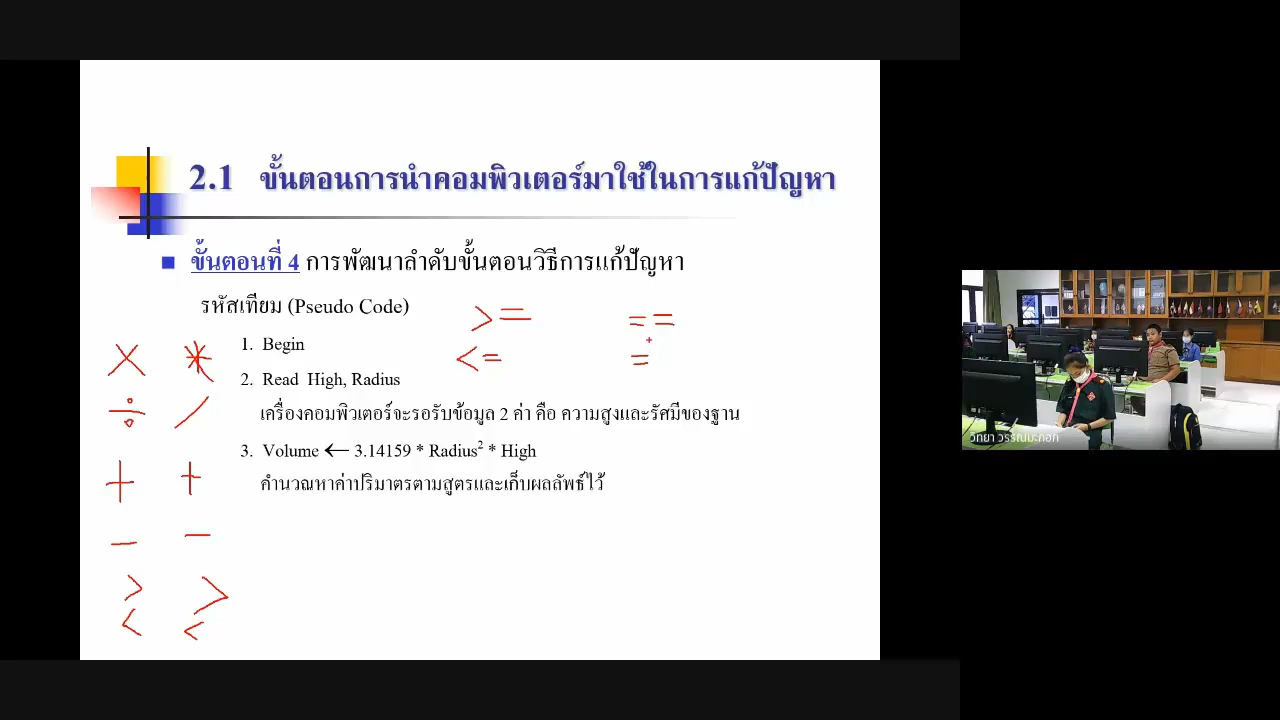 2.1 ขั้นตอนการนำคอมพิวเตอร์มาใช้ในการแก้ปัญหา
ขั้นตอนที่ 4 การพัฒนาลำดับขั้นตอนวิธีการแก้ปัญหา
รหัสเทียม (Pseudo Code)
>= ==
1. Begin
<= =
× *
2. Read High, Radius
เครื่องคอมพิวเตอร์จะรอรับข้อมูล 2 ค่า คือ ความสูงและรัศมีของฐาน
÷ /
3. Volume ← 3.14159 * Radius² * High
คำนวณหาค่าปริมาตรตามสูตรและเก็บผลลัพธ์ไว้
+ +
- -
> >
< <
วิทยา วรรณมะกอก